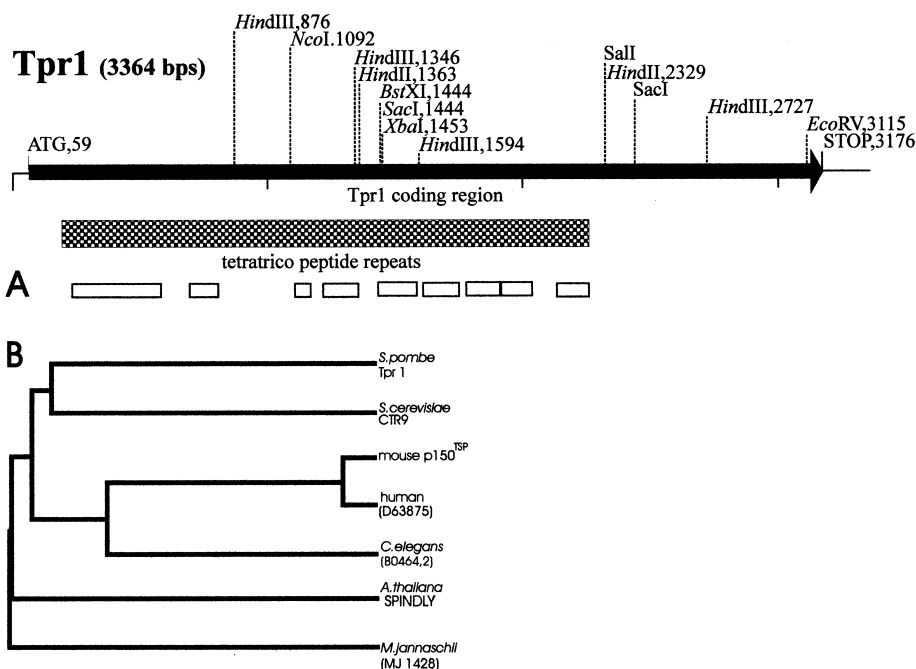 Tpr1 (3364 bps)
HindIII,876
NcoI.1092
HindIII,1346
HindII,1363
BstXI,1444
SacI,1444
XbaI,1453
HindIII,1594
SalI
HindII,2329
SacI
HindIII,2727
EcoRV,3115
STOP,3176
ATG,59
Tpr1 coding region
tetratrico peptide repeats
A
B
S.pombe
Tpr 1
S.cerevisiae
CTR9
mouse p150TSP
human
(D63875)
C.elegans
(B0464,2)
A.thaliana
SPINDLY
M.jannaschii
(MJ 1428)